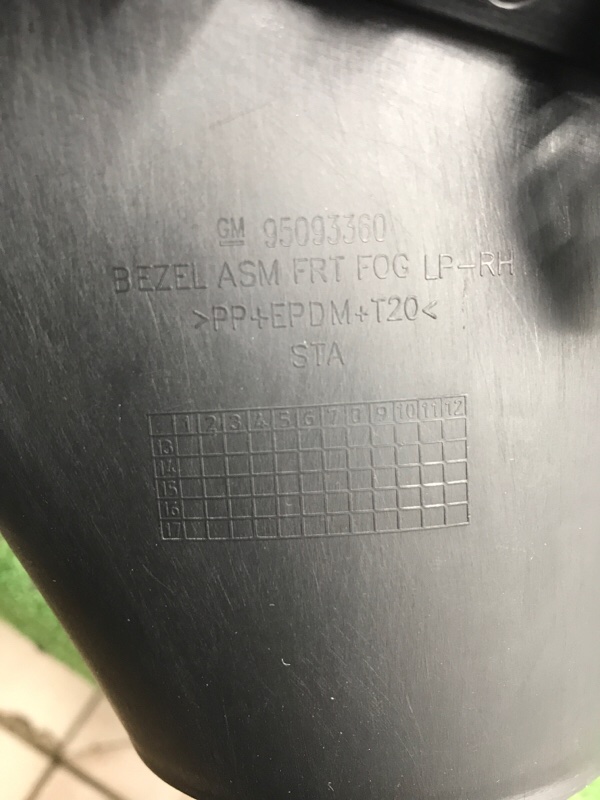 GM 95093360
BEZEL ASM FRT FOG LP-RH
>PP+EPDM+T20<
STA
1 2 3 4 5 6 7 8 9 10 11 12
13
14
15
16
17